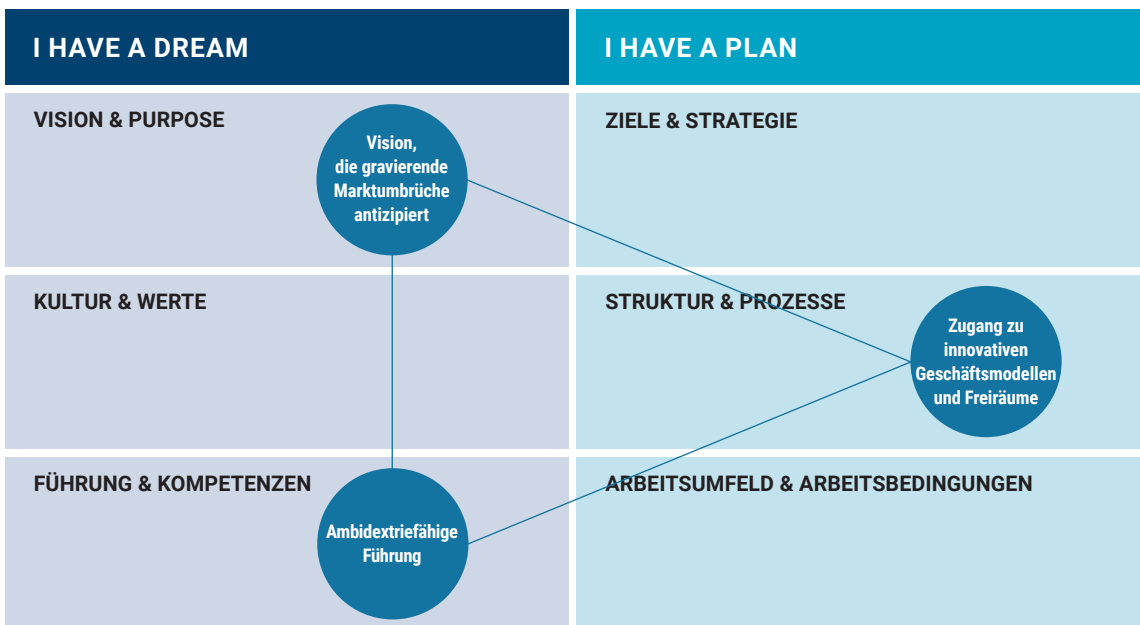 I HAVE A DREAM
I HAVE A PLAN
VISION & PURPOSE
Vision,
die gravierende
Marktumbrüche
antizipiert
ZIELE & STRATEGIE
KULTUR & WERTE
STRUKTUR & PROZESSE
Zugang zu
innovativen
Geschäftsmodellen
und Freiräume
FÜHRUNG & KOMPETENZEN
Ambidextriefähige
Führung
ARBEITSUMFELD & ARBEITSBEDINGUNGEN